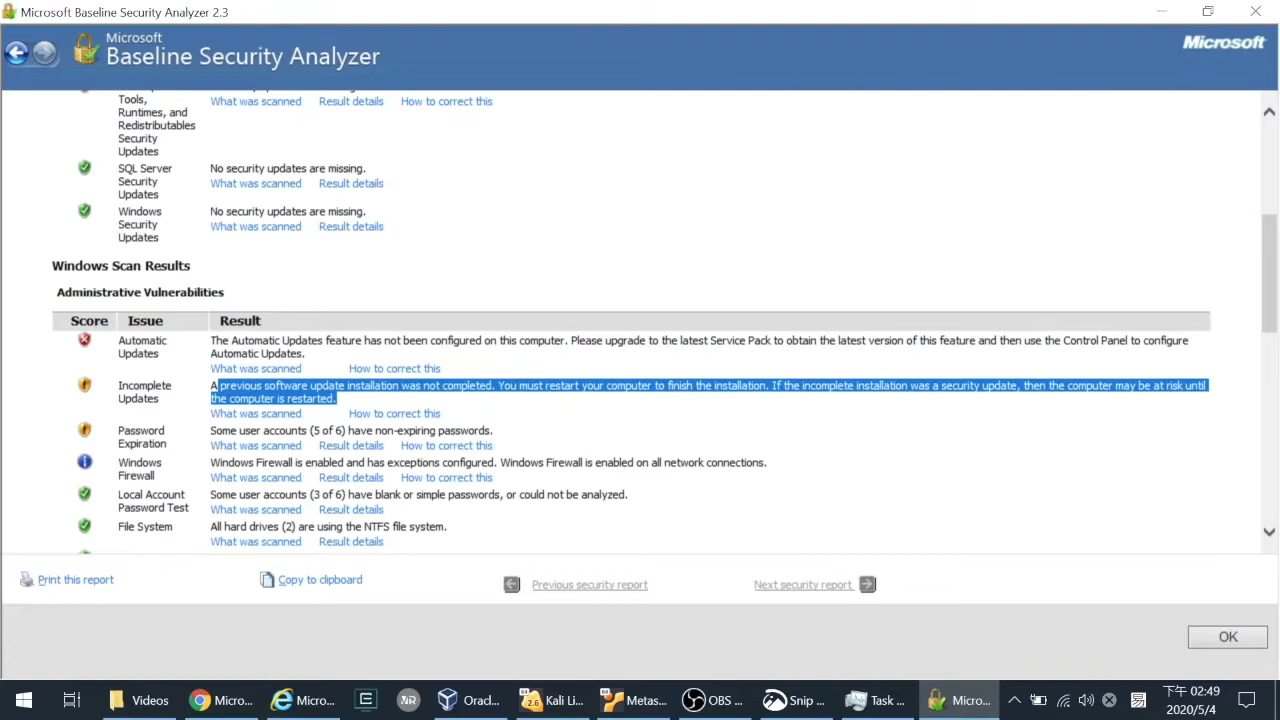 Microsoft Baseline Security Analyzer 2.3
Microsoft
Baseline Security Analyzer
Microsoft
Tools,
Runtimes, and
Redistributables
Security
Updates
What was scanned Result details How to correct this
SQL Server
Security
Updates
No security updates are missing.
What was scanned Result details
Windows
Security
Updates
No security updates are missing.
What was scanned Result details
Windows Scan Results
Administrative Vulnerabilities
Score Issue Result
Automatic
Updates
The Automatic Updates feature has not been configured on this computer. Please upgrade to the latest Service Pack to obtain the latest version of this feature and then use the Control Panel to configure
Automatic Updates.
What was scanned How to correct this
Incomplete
Updates
A previous software update installation was not completed. You must restart your computer to finish the installation. If the incomplete installation was a security update, then the computer may be at risk until
the computer is restarted.
What was scanned How to correct this
Password
Expiration
Some user accounts (5 of 6) have non-expiring passwords.
What was scanned Result details How to correct this
Windows
Firewall
Windows Firewall is enabled and has exceptions configured. Windows Firewall is enabled on all network connections.
What was scanned Result details How to correct this
Local Account
Password Test
Some user accounts (3 of 6) have blank or simple passwords, or could not be analyzed.
What was scanned Result details
File System
All hard drives (2) are using the NTFS file system.
What was scanned Result details
Print this report Copy to clipboard Previous security report Next security report
OK
Videos Micro... Micro... Orad... Kali Li... Metas... OBS ... Snip ... Task ... Micro...
下午 02:49
2020/5/4